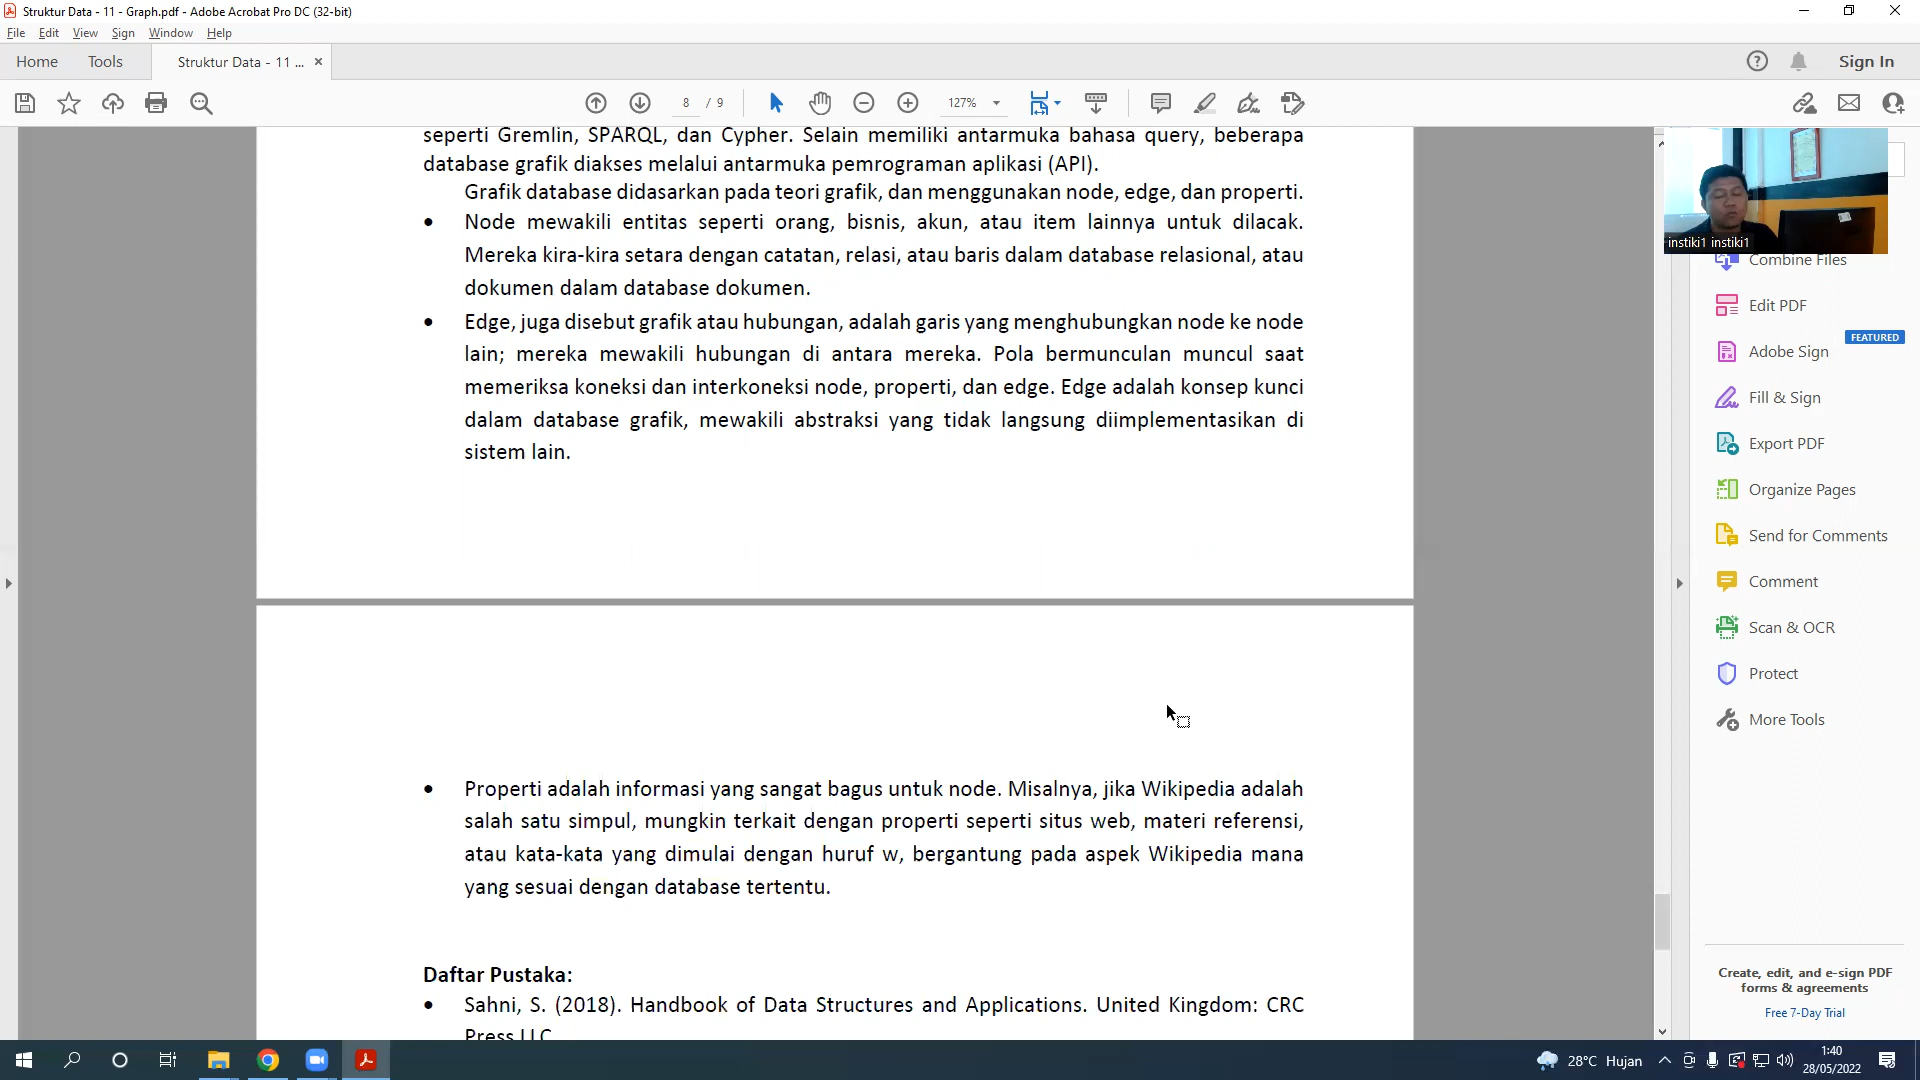 Struktur Data - 11 - Graph.pdf - Adobe Acrobat Pro DC (32-bit)
File Edit View Sign Window Help
Home Tools Struktur Data - 11 ... × Sign In
8 / 9 127%
seperti Gremlin, SPARQL, dan Cypher. Selain memiliki antarmuka bahasa query, beberapa
database grafik diakses melalui antarmuka pemrograman aplikasi (API).
Grafik database didasarkan pada teori grafik, dan menggunakan node, edge, dan properti.
• Node mewakili entitas seperti orang, bisnis, akun, atau item lainnya untuk dilacak.
Mereka kira-kira setara dengan catatan, relasi, atau baris dalam database relasional, atau
dokumen dalam database dokumen.
• Edge, juga disebut grafik atau hubungan, adalah garis yang menghubungkan node ke node
lain; mereka mewakili hubungan di antara mereka. Pola bermunculan muncul saat
memeriksa koneksi dan interkoneksi node, properti, dan edge. Edge adalah konsep kunci
dalam database grafik, mewakili abstraksi yang tidak langsung diimplementasikan di
sistem lain.
• Properti adalah informasi yang sangat bagus untuk node. Misalnya, jika Wikipedia adalah
salah satu simpul, mungkin terkait dengan properti seperti situs web, materi referensi,
atau kata-kata yang dimulai dengan huruf w, bergantung pada aspek Wikipedia mana
yang sesuai dengan database tertentu.
Daftar Pustaka:
• Sahni, S. (2018). Handbook of Data Structures and Applications. United Kingdom: CRC
Press LLC
instiki1 instiki1
Combine Files
Edit PDF
FEATURED
Adobe Sign
Fill & Sign
Export PDF
Organize Pages
Send for Comments
Comment
Scan & OCR
Protect
More Tools
Create, edit, and e-sign PDF
forms & agreements
Free 7-Day Trial
28°C Hujan
1:40
28/05/2022